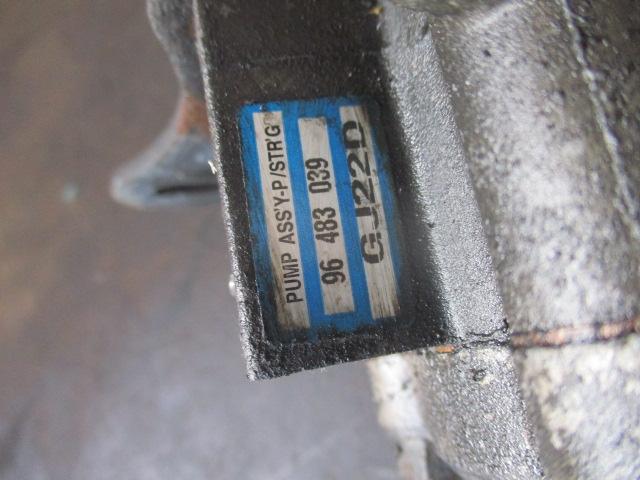 PUMP ASS'Y-P/STR'G
96 483 039
GJ22D